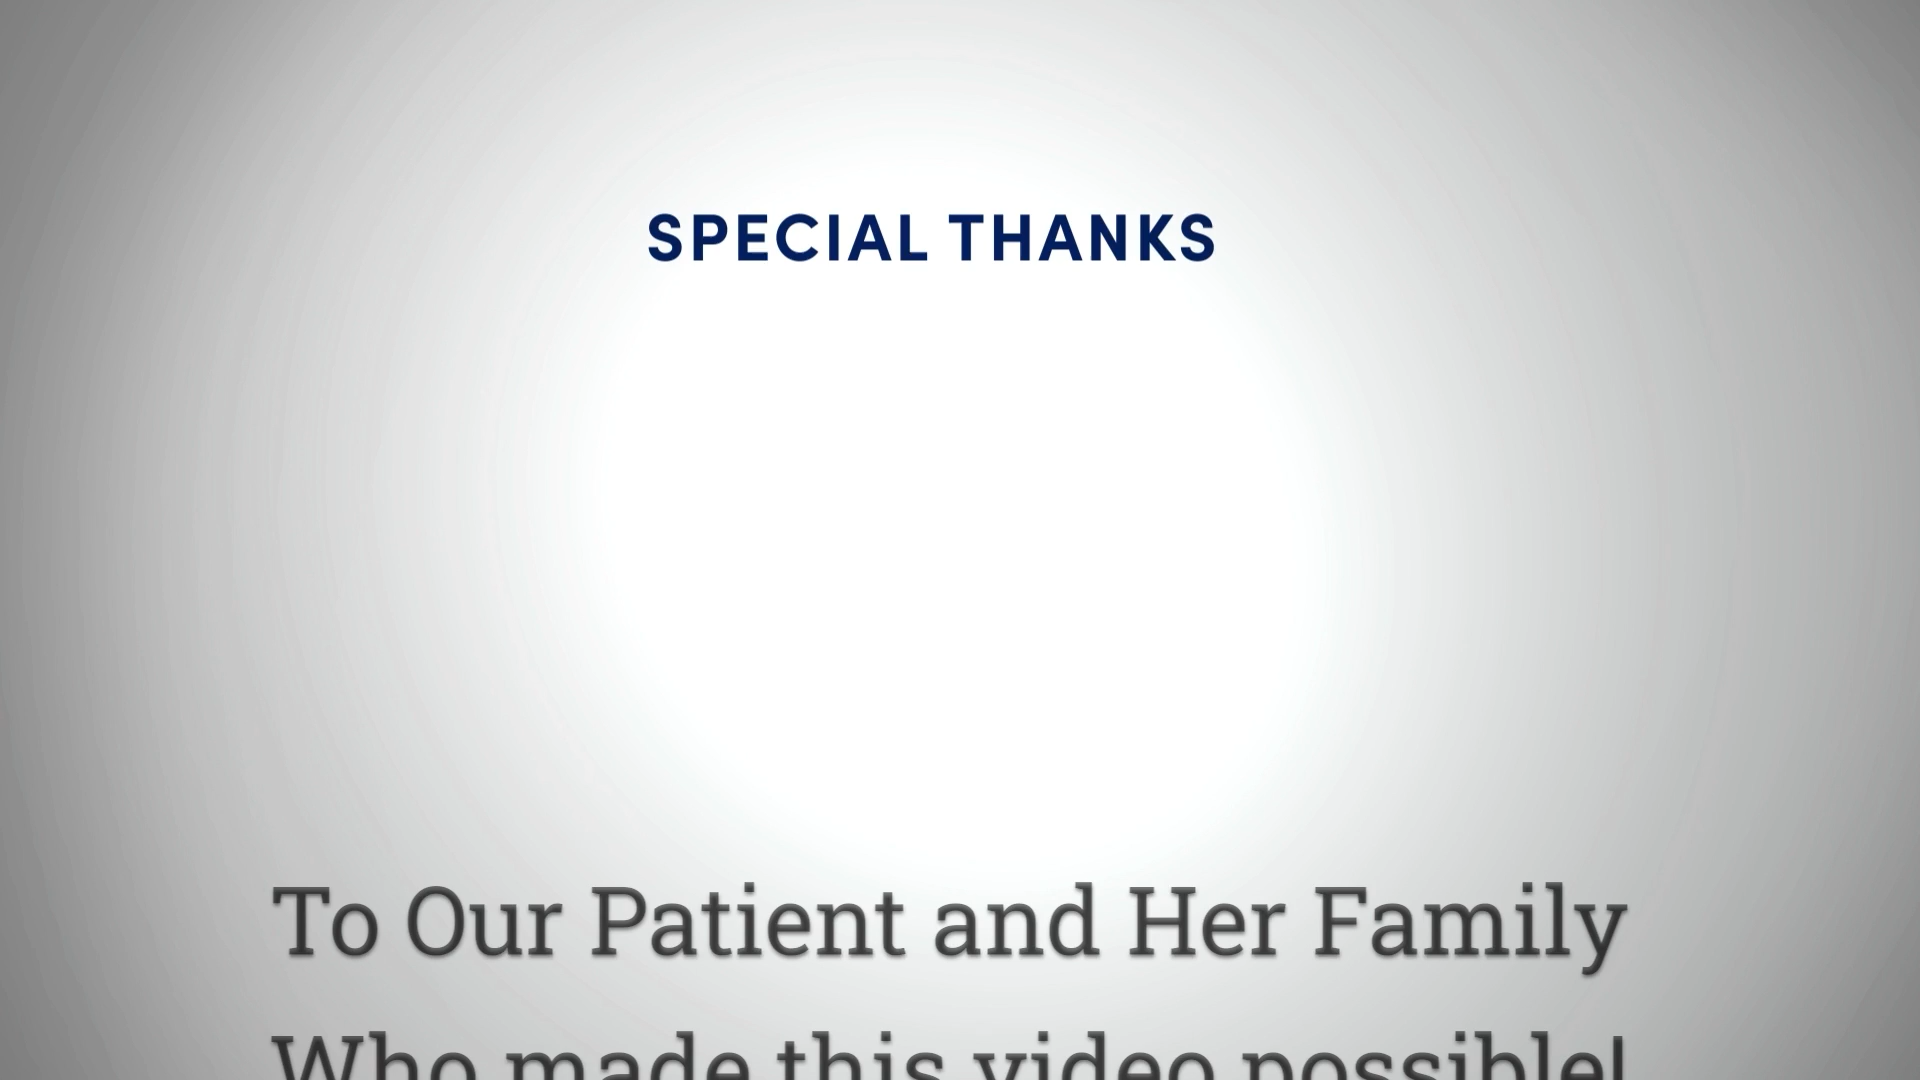 SPECIAL THANKS
To Our Patient and Her Family
Who made this video possible!